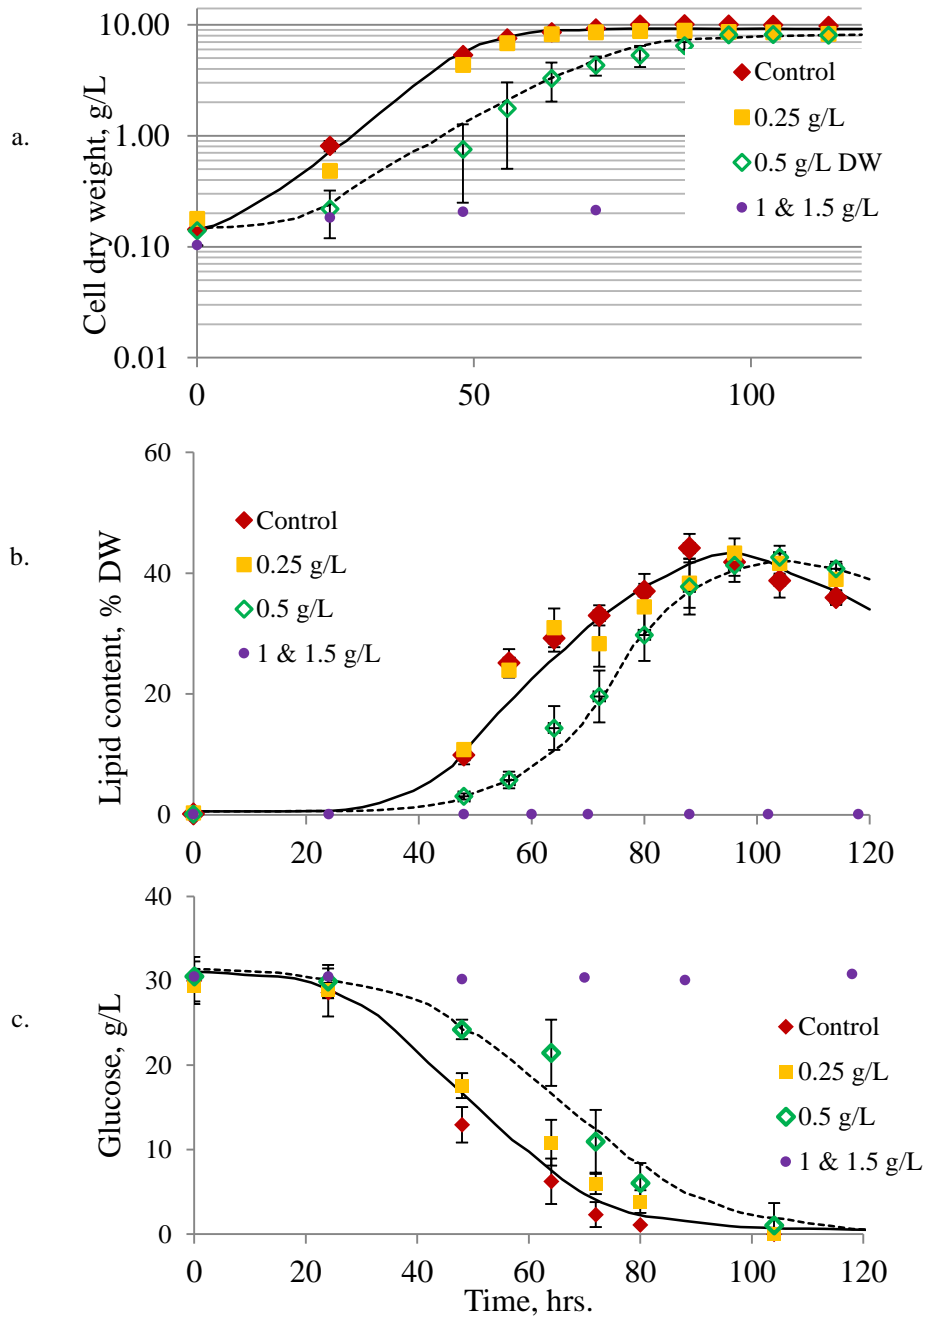 a.
Cell dry weight, g/L
10.00
1.00
0.10
0.01
0
50
100
Control
0.25 g/L
0.5 g/L DW
1 & 1.5 g/L
b.
Lipid content, % DW
60
40
20
0
0
20
40
60
80
100
120
Control
0.25 g/L
0.5 g/L
1 & 1.5 g/L
c.
Glucose, g/L
40
30
20
10
0
0
20
40
60
80
100
120
Time, hrs.
Control
0.25 g/L
0.5 g/L
1 & 1.5 g/L